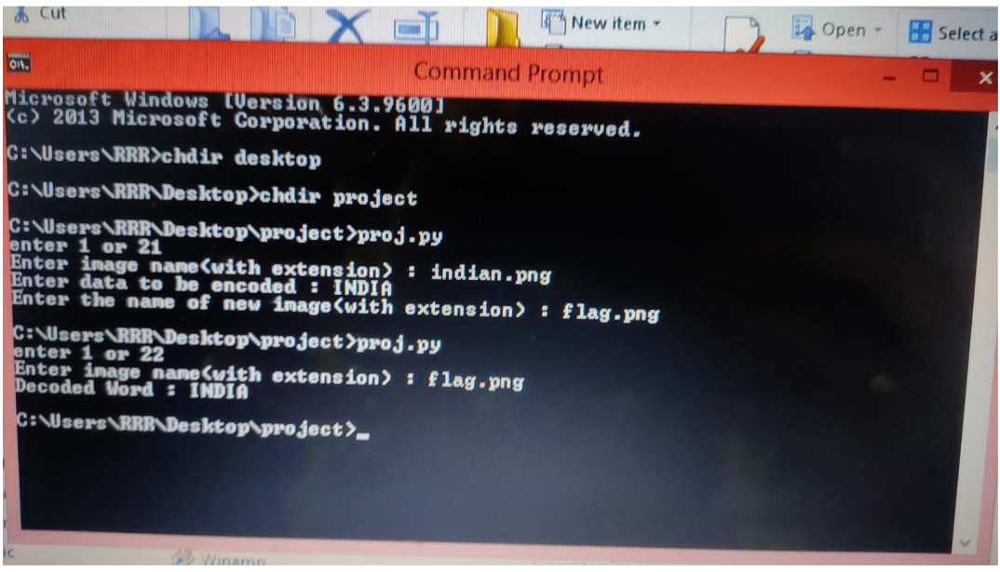 Cut
New item
Open
Select a
Command Prompt
Microsoft Windows [Version 6.3.9600]
(c) 2013 Microsoft Corporation. All rights reserved.
C:\Users\RRR>chdir desktop
C:\Users\RRR\Desktop>chdir project
C:\Users\RRR\Desktop\project>proj.py
enter 1 or 21
Enter image name(with extension) : indian.png
Enter data to be encoded : INDIA
Enter the name of new image(with extension) : flag.png
C:\Users\RRR\Desktop\project>proj.py
enter 1 or 22
Enter image name(with extension) : flag.png
Decoded Word : INDIA
C:\Users\RRR\Desktop\project>_
Winamp